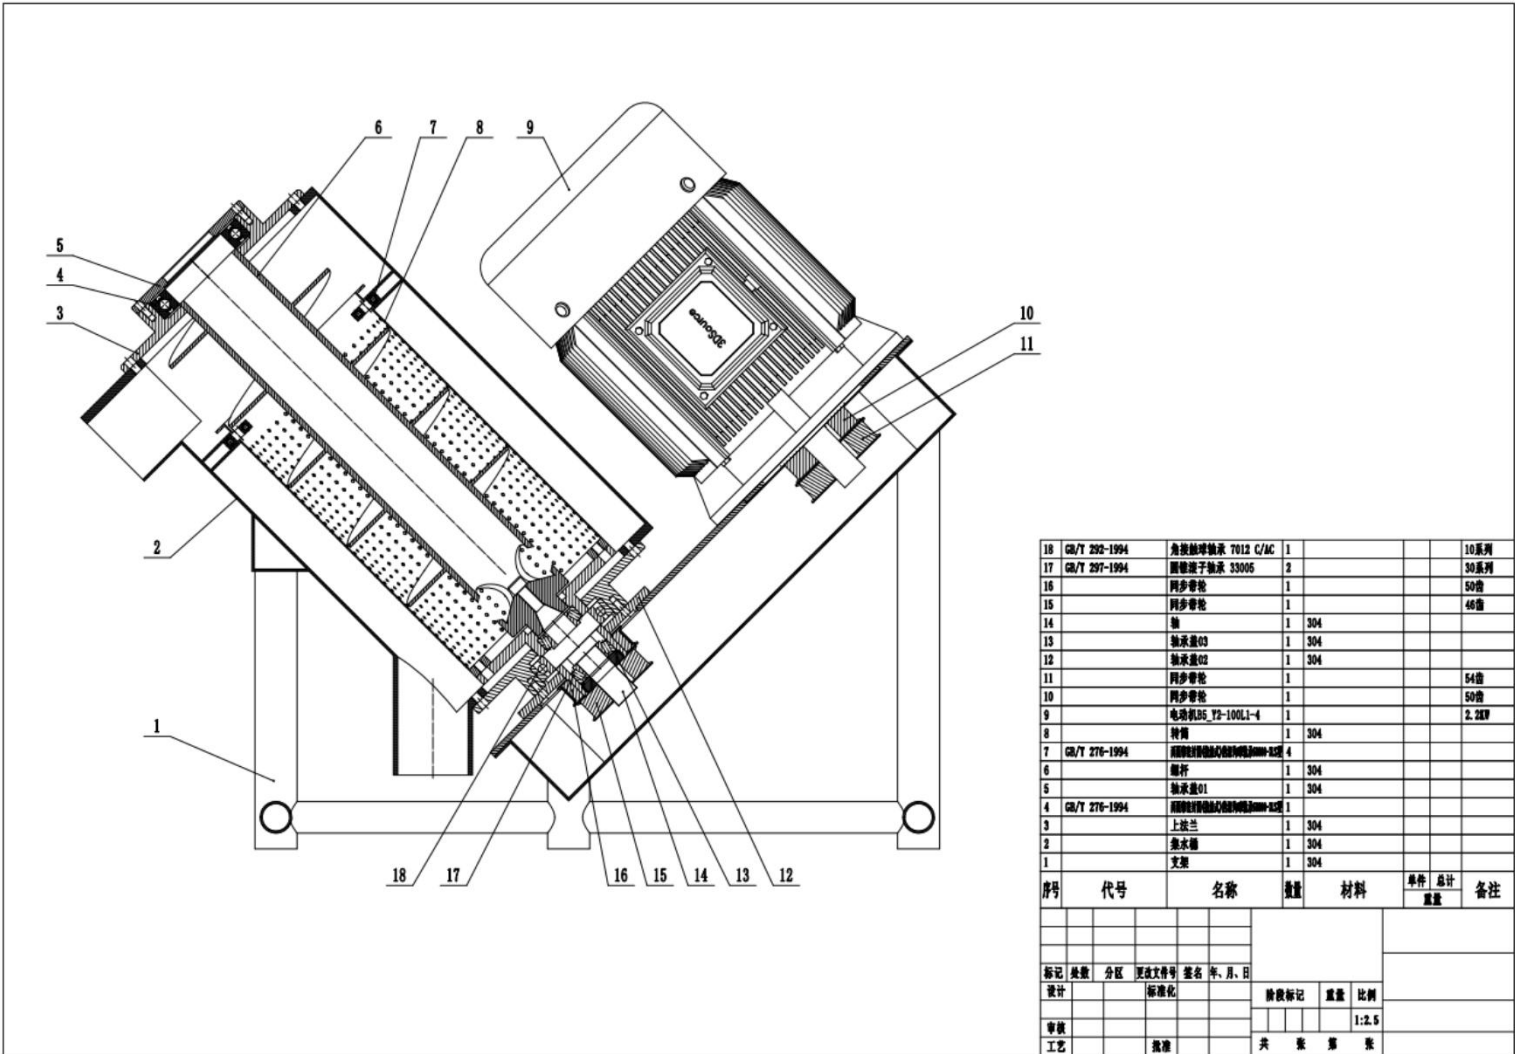 6 7 8 9
5
4
3
10
11
2
1
18 17 16 15 14 13 12
3DSource
18 GB/T 292-1994 角接触球轴承 7012 C/AC 1 10系列
17 GB/T 297-1994 圆锥滚子轴承 33005 2 30系列
16 同步带轮 1 50齿
15 同步带轮 1 46齿
14 轴 1 304
13 轴承盖03 1 304
12 轴承盖02 1 304
11 同步带轮 1 54齿
10 同步带轮 1 50齿
9 电动机B5_Y2-100L1-4 1 2.2KW
8 转筒 1 304
7 GB/T 276-1994 4
6 螺杆 1 304
5 轴承盖01 1 304
4 GB/T 276-1994 1
3 上法兰 1 304
2 集水桶 1 304
1 支架 1 304
序号 代号 名称 数量 材料 单件 总计 重量 备注
标记 处数 分区 更改文件号 签名 年、月、日
设计 标准化 阶段标记 重量 比例
1:2.5
审核
工艺 批准 共 张 第 张